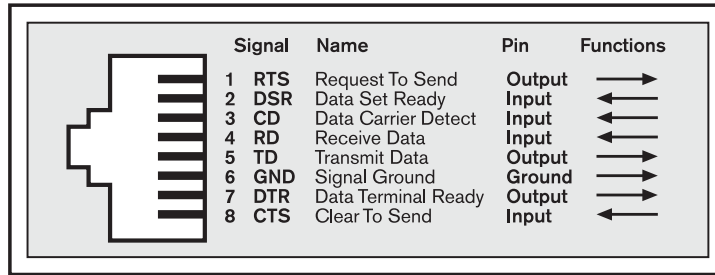 Signal Name Pin Functions
1 RTS Request To Send Output
2 DSR Data Set Ready Input
3 CD Data Carrier Detect Input
4 RD Receive Data Input
5 TD Transmit Data Output
6 GND Signal Ground Ground
7 DTR Data Terminal Ready Output
8 CTS Clear To Send Input